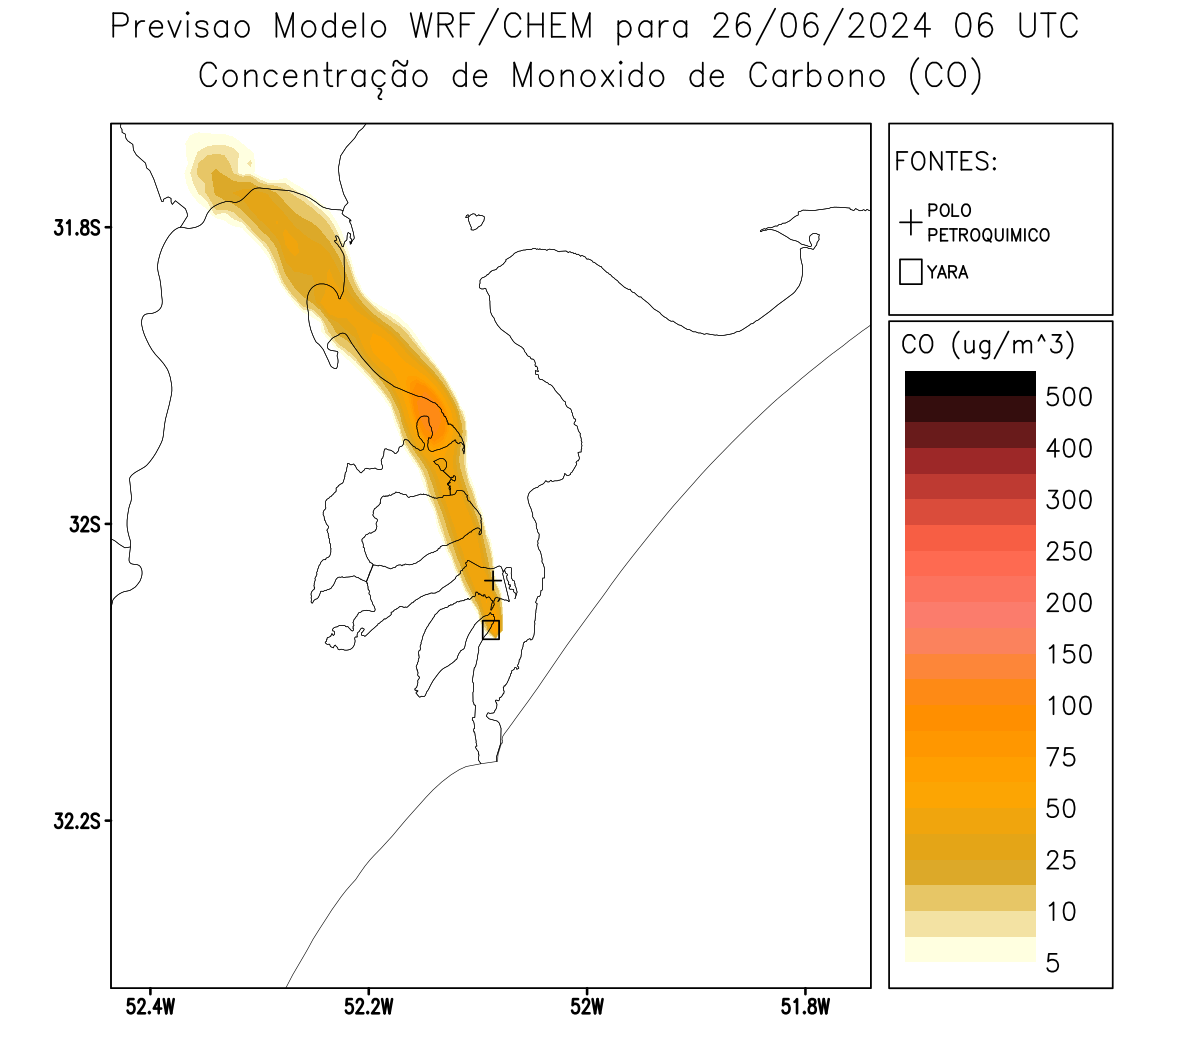 Previsao Modelo WRF/CHEM para 26/06/2024 06 UTC
Concentração de Monoxido de Carbono (CO)
FONTES:
POLO
PETROQUIMICO
YARA
CO (ug/m^3)
500
400
300
250
200
150
100
75
50
25
10
5
31.8S
32S
32.2S
52.4W
52.2W
52W
51.8W